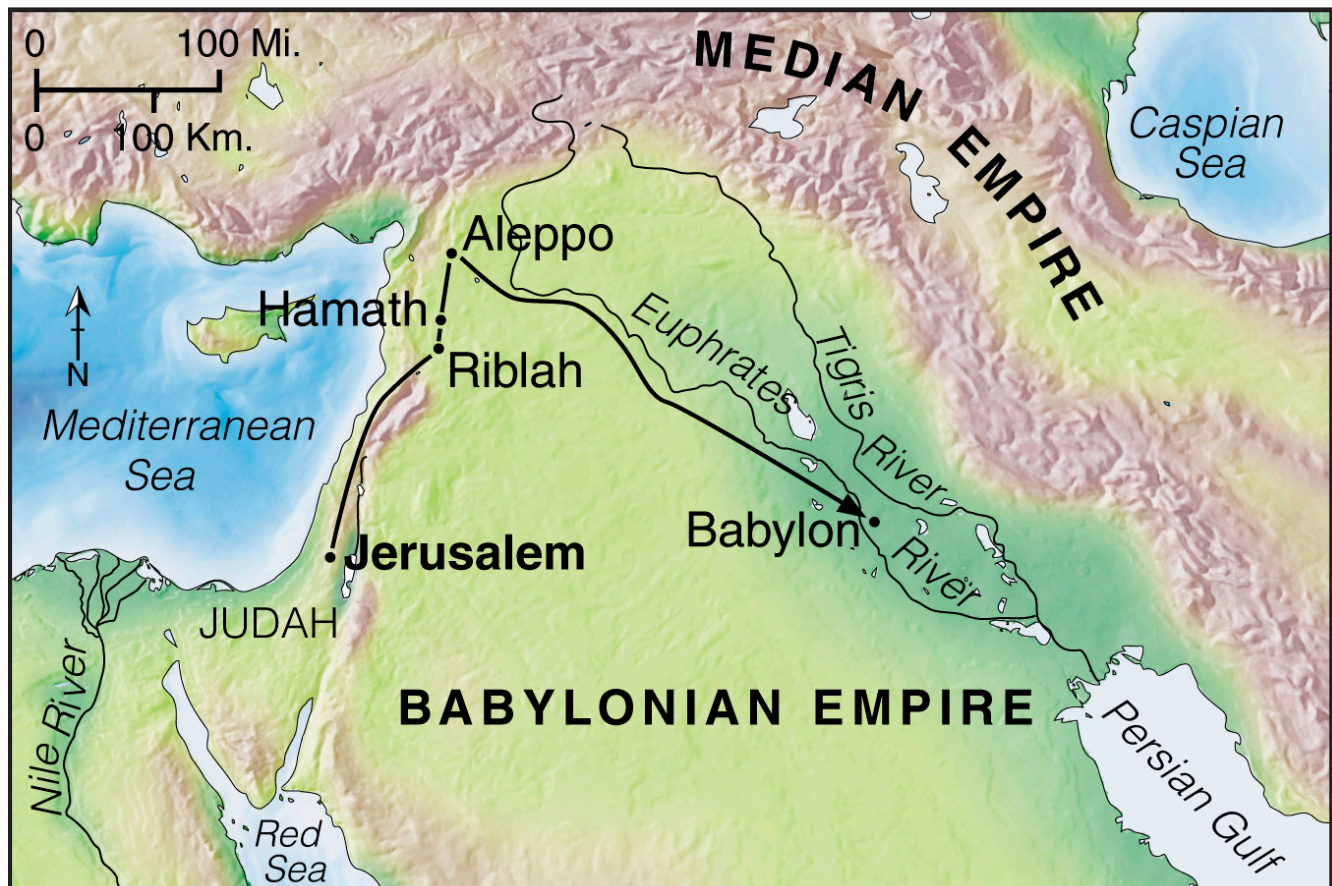 0 100 Mi.
0 100 Km.
MEDIAN EMPIRE
Caspian
Sea
Aleppo
Hamath
Riblah
Euphrates
River
Tigris
River
N
Mediterranean
Sea
Babylon
Jerusalem
JUDAH
Nile River
BABYLONIAN EMPIRE
Persian Gulf
Red
Sea